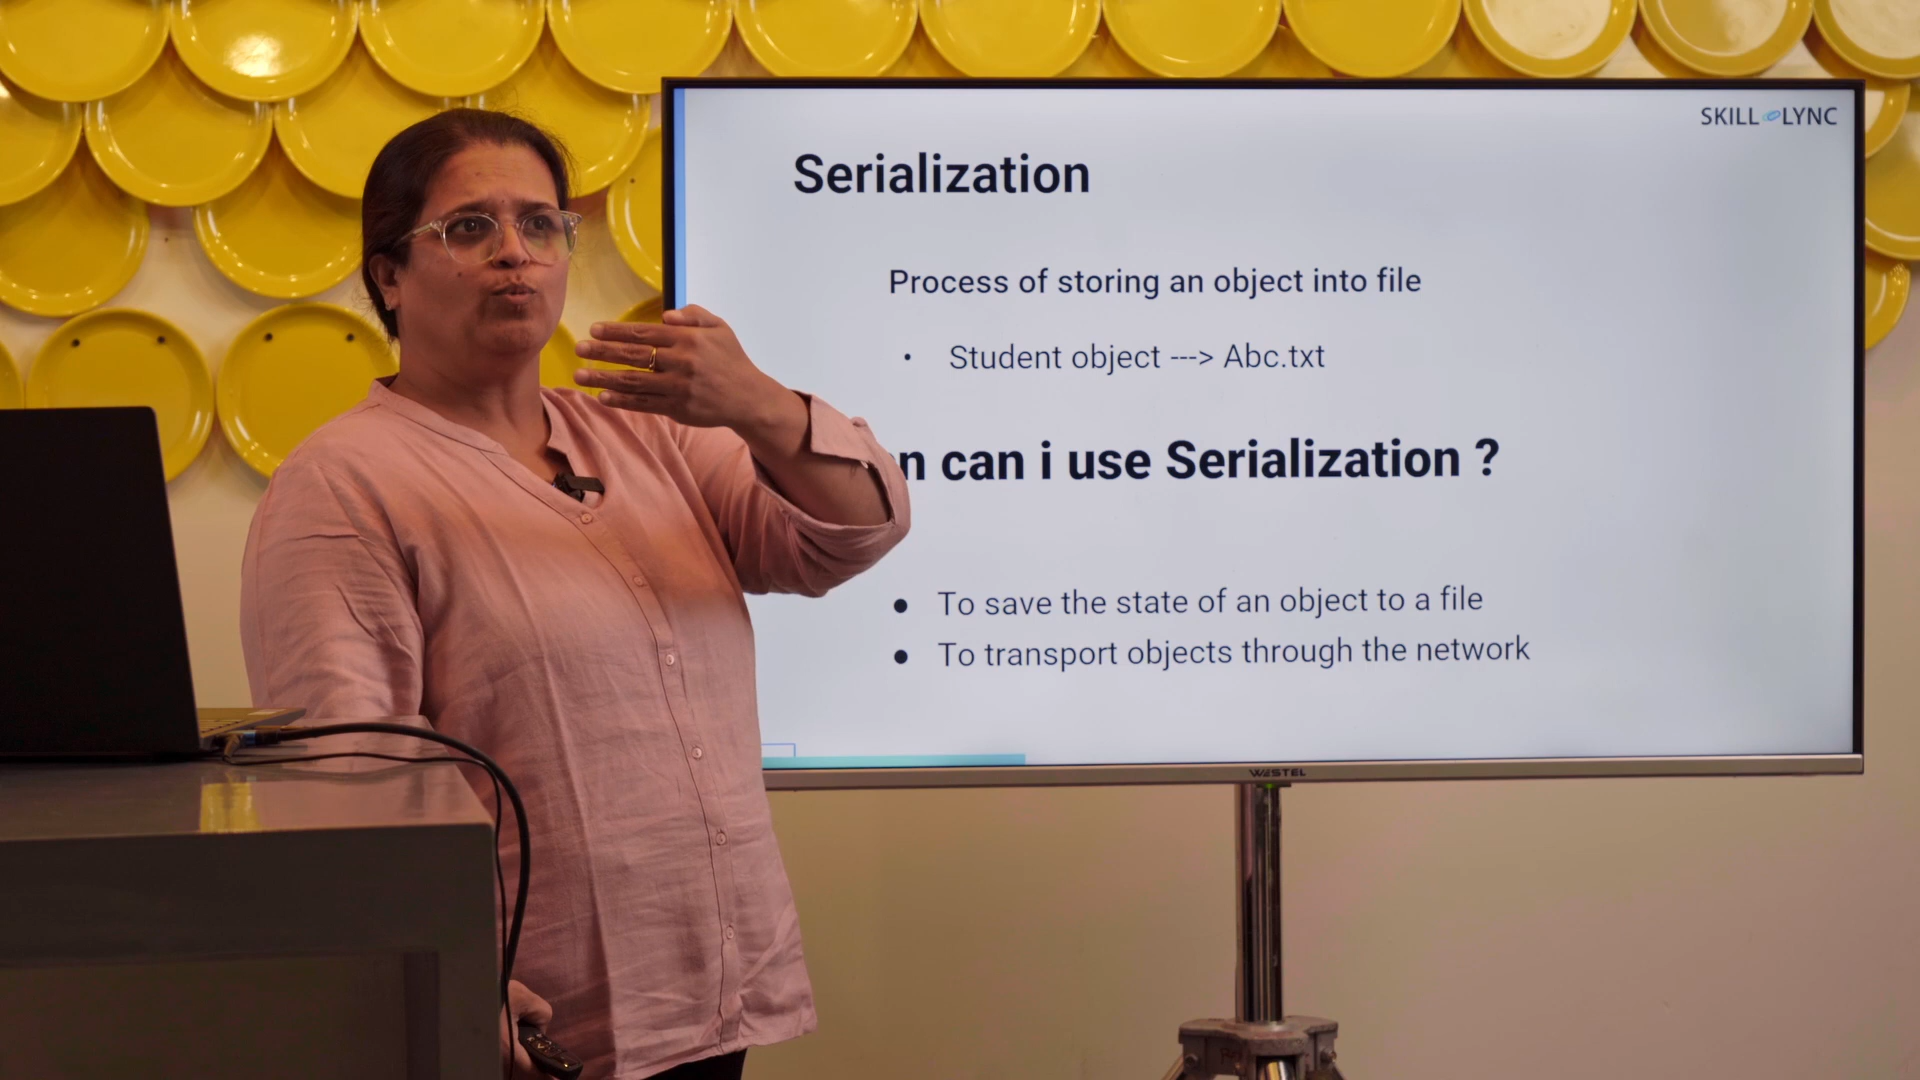 SKILL LYNC
Serialization
Process of storing an object into file
• Student object ---> Abc.txt
n can i use Serialization ?
● To save the state of an object to a file
● To transport objects through the network
WESTEL